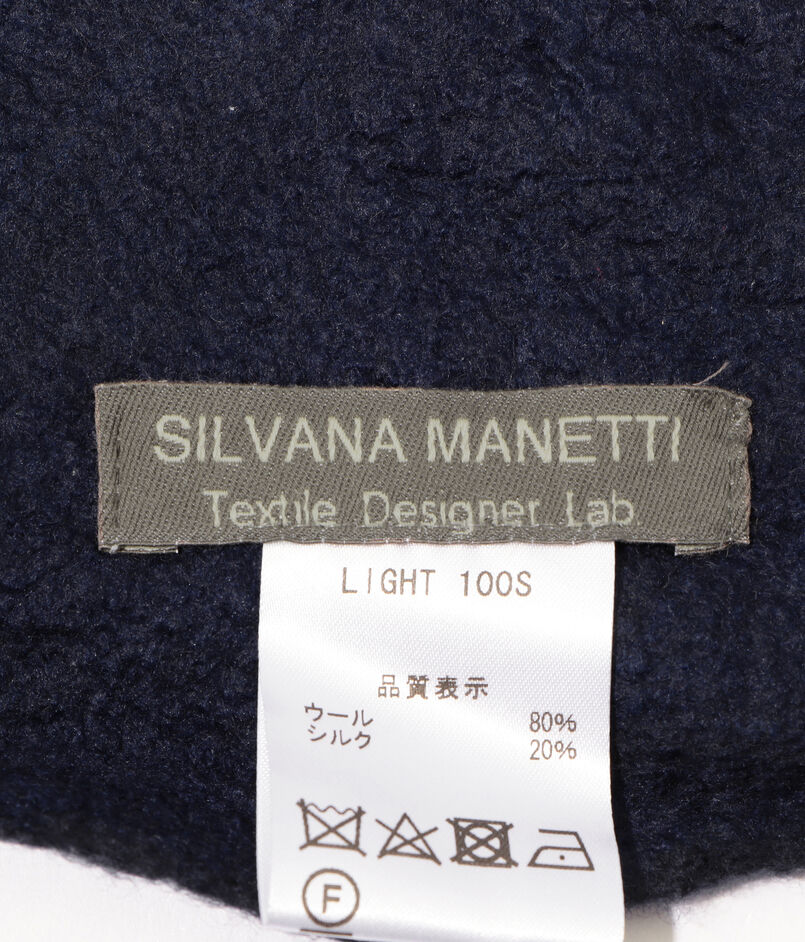 SILVANA MANETTI
Textile Designer Lab.
LIGHT 100S
品質表示
ウール 80%
シルク 20%
F